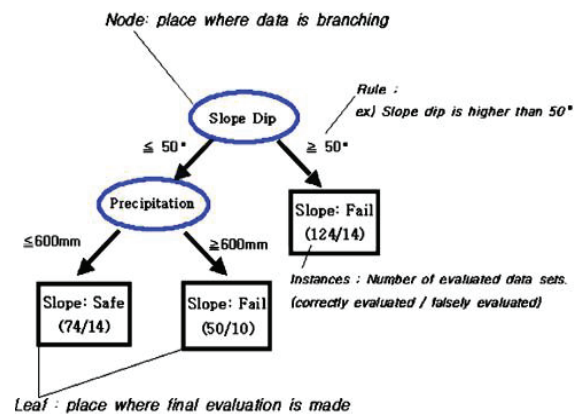 Node: place where data is branching
Rule :
ex) Slope dip is higher than 50°
Slope Dip
≦ 50°
≧ 50°
Precipitation
Slope: Fail
(124/14)
≤600mm
≥600mm
Instances : Number of evaluated data sets.
(correctly evaluated / falsely evaluated)
Slope: Safe
(74/14)
Slope: Fail
(50/10)
Leaf : place where final evaluation is made